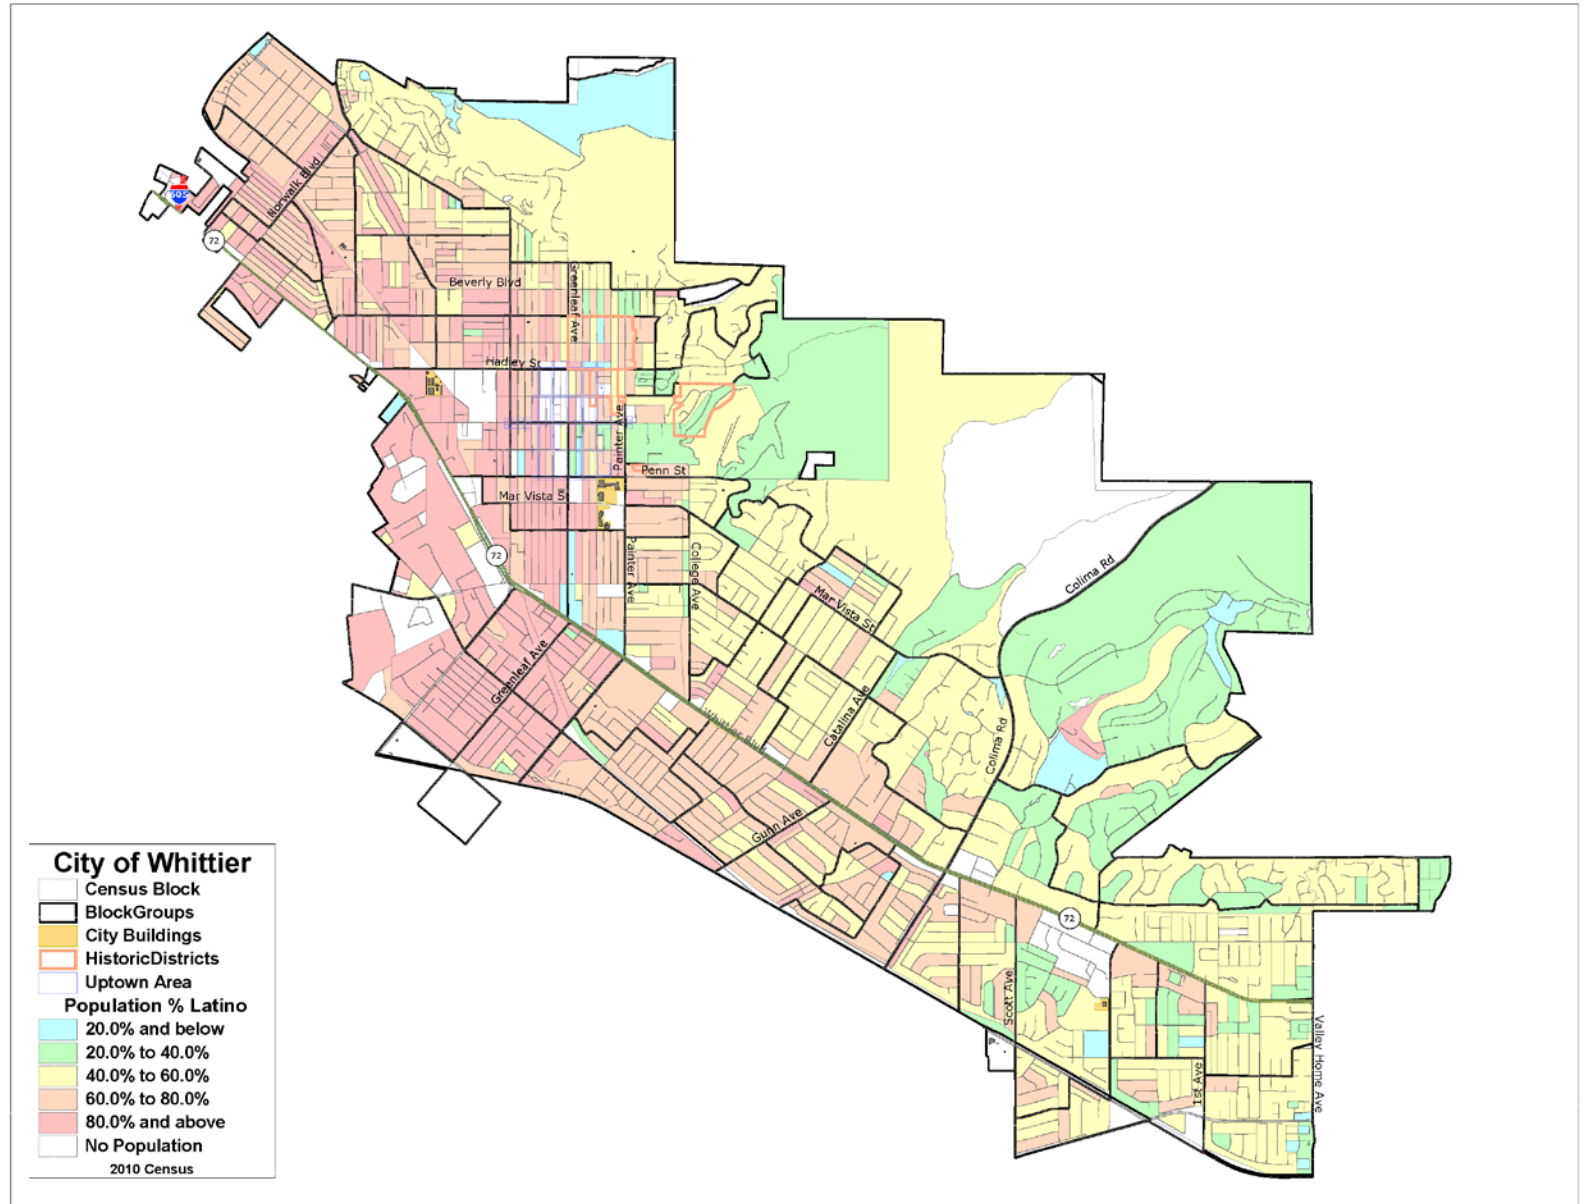 605
Norwalk Blvd
72
Beverly Blvd
Greenleaf Ave
Hadley St
Painter Ave
Penn St
Mar Vista St
72
Painter Ave
College Ave
Colima Rd
Mar Vista St
Greenleaf Ave
Catalina Ave
Whittier Blvd
Colima Rd
Gunn Ave
72
Scott Ave
1st Ave
Valley Home Ave
City of Whittier
Census Block
BlockGroups
City Buildings
HistoricDistricts
Uptown Area
Population % Latino
20.0% and below
20.0% to 40.0%
40.0% to 60.0%
60.0% to 80.0%
80.0% and above
No Population
2010 Census